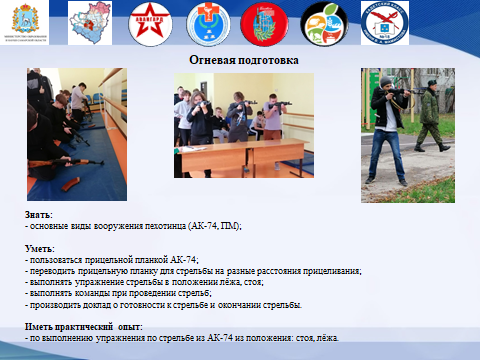 АВАНГАРД
Огневая подготовка
Знать:
- основные виды вооружения пехотинца (АК-74, ПМ);
Уметь:
- пользоваться прицельной планкой АК-74;
- переводить прицельную планку для стрельбы на разные расстояния прицеливания;
- выполнять упражнение стрельбы в положении лёжа, стоя;
- выполнять команды при проведении стрельб;
- производить доклад о готовности к стрельбе и окончании стрельбы.
Иметь практический опыт:
- по выполнению упражнения по стрельбе из АК-74 из положения: стоя, лёжа.